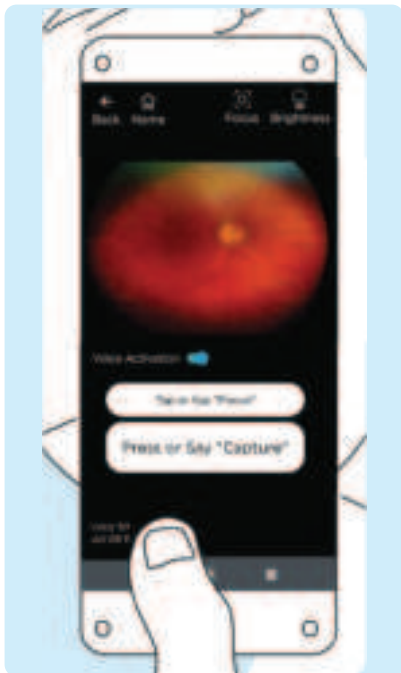 Back Home Focus Brightness
Voice Activation
Tap or Say "Focus"
Press or Say "Capture"